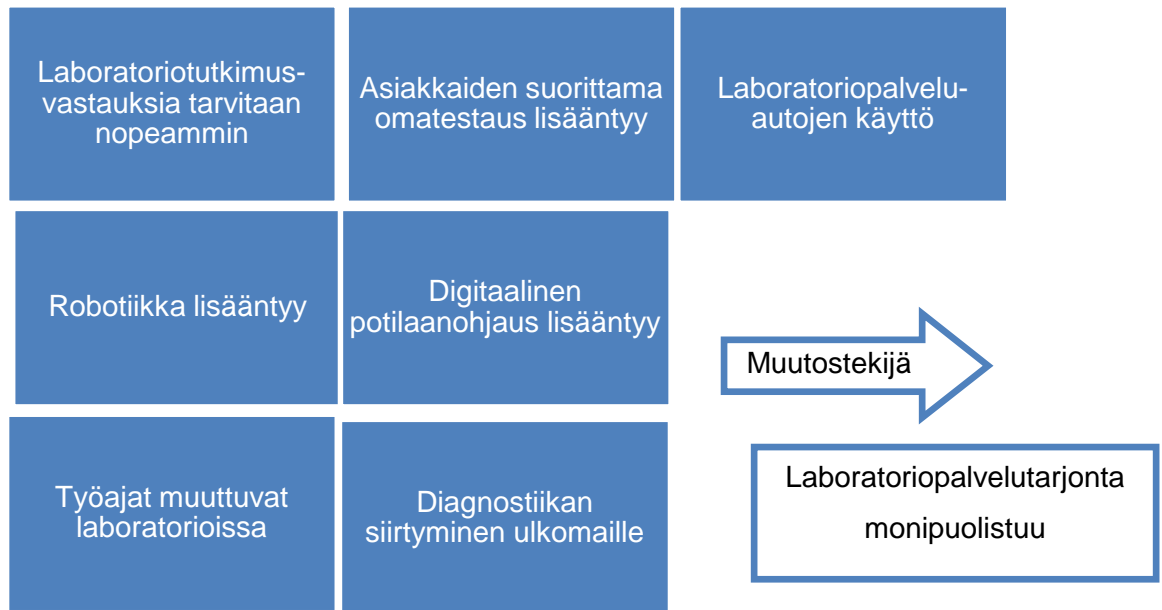 Laboratoriotutkimus-
vastauksia tarvitaan
nopeammin
Asiakkaiden suorittama
omatestaus lisääntyy
Laboratoriopalvelu-
autojen käyttö
Robotiikka lisääntyy
Digitaalinen
potilaanohjaus lisääntyy
Muutostekijä
Työajat muuttuvat
laboratorioissa
Diagnostiikan
siirtyminen ulkomaille
Laboratoriopalvelutarjonta
monipuolistuu